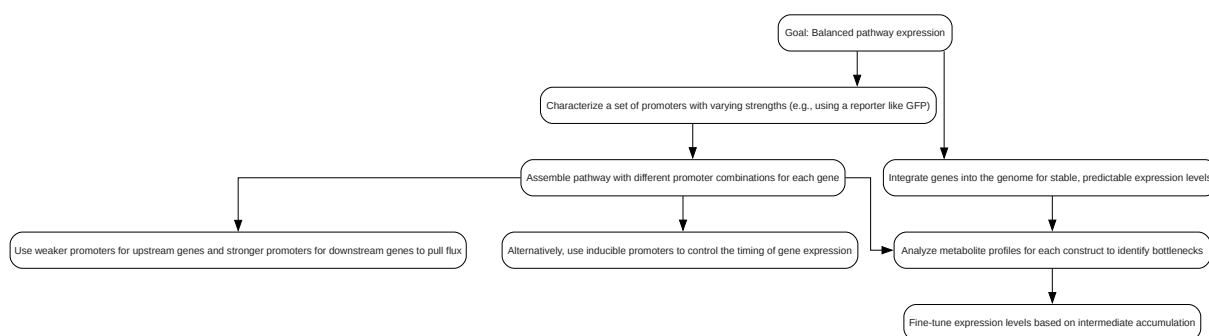 Goal: Balanced pathway expression
Characterize a set of promoters with varying strengths (e.g., using a reporter like GFP)
Assemble pathway with different promoter combinations for each gene
Integrate genes into the genome for stable, predictable expression levels
Use weaker promoters for upstream genes and stronger promoters for downstream genes to pull flux
Alternatively, use inducible promoters to control the timing of gene expression
Analyze metabolite profiles for each construct to identify bottlenecks
Fine-tune expression levels based on intermediate accumulation